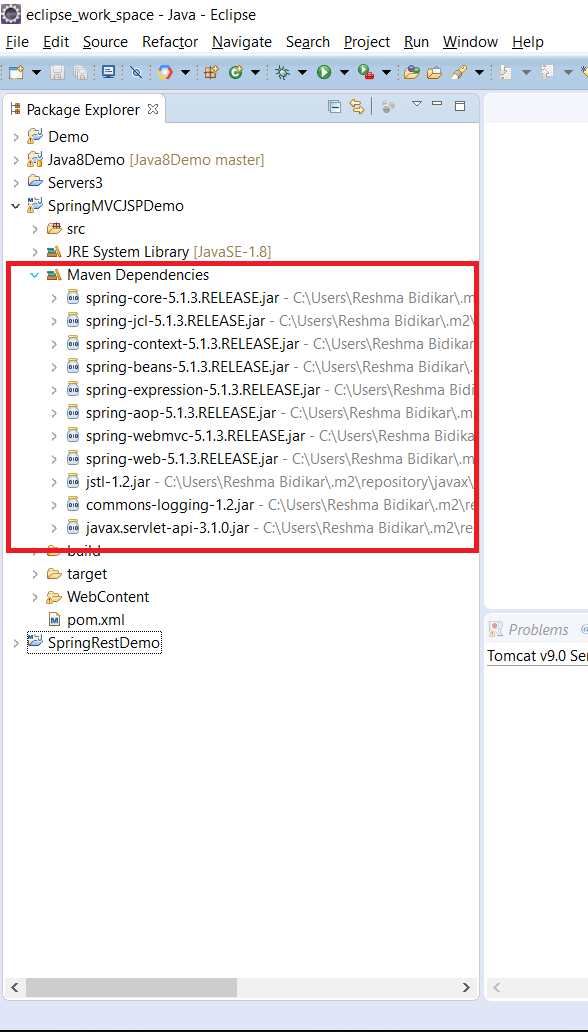 eclipse_work_space - Java - Eclipse
File Edit Source Refactor Navigate Search Project Run Window Help
Package Explorer
Demo
Java8Demo [Java8Demo master]
Servers3
SpringMVCJSPDemo
src
JRE System Library [JavaSE-1.8]
Maven Dependencies
spring-core-5.1.3.RELEASE.jar - C:\Users\Reshma Bidikar\.m
spring-jcl-5.1.3.RELEASE.jar - C:\Users\Reshma Bidikar\.m2\
spring-context-5.1.3.RELEASE.jar - C:\Users\Reshma Bidikar
spring-beans-5.1.3.RELEASE.jar - C:\Users\Reshma Bidikar\.
spring-expression-5.1.3.RELEASE.jar - C:\Users\Reshma Bidi
spring-aop-5.1.3.RELEASE.jar - C:\Users\Reshma Bidikar\.m
spring-webmvc-5.1.3.RELEASE.jar - C:\Users\Reshma Bidika
spring-web-5.1.3.RELEASE.jar - C:\Users\Reshma Bidikar\.m
jstl-1.2.jar - C:\Users\Reshma Bidikar\.m2\repository\javax\
commons-logging-1.2.jar - C:\Users\Reshma Bidikar\.m2\re
javax.servlet-api-3.1.0.jar - C:\Users\Reshma Bidikar\.m2\re
build
target
WebContent
pom.xml
SpringRestDemo
Problems @
Tomcat v9.0 Ser